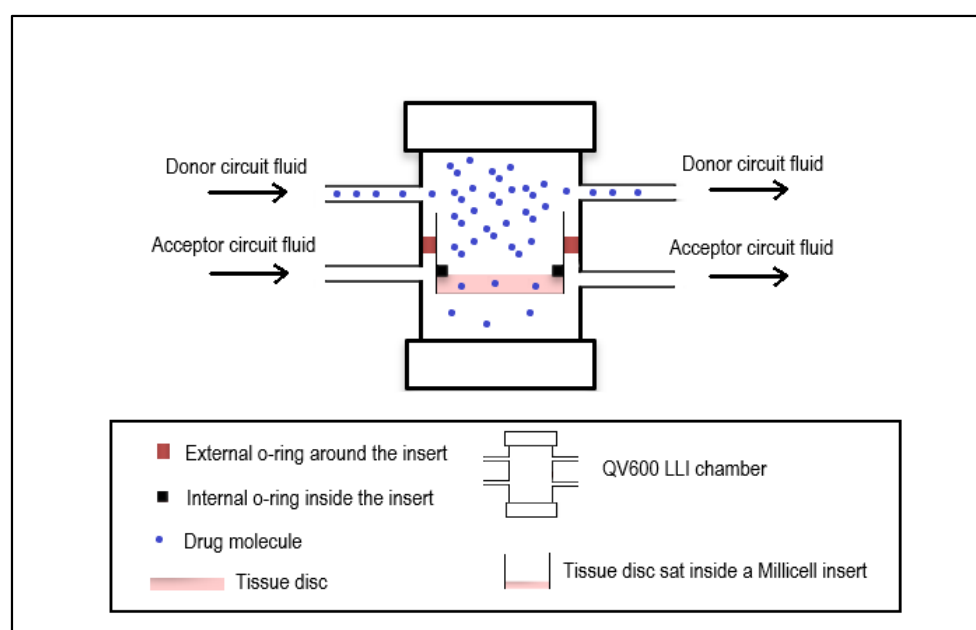 Donor circuit fluid
Donor circuit fluid
Acceptor circuit fluid
Acceptor circuit fluid
External o-ring around the insert
QV600 LLI chamber
Internal o-ring inside the insert
Drug molecule
Tissue disc
Tissue disc sat inside a Millicell insert